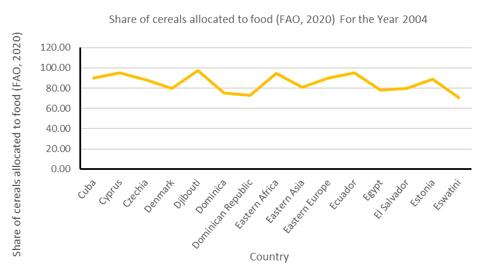 Share of cereals allocated to food (FAO, 2020) For the Year 2004
Share of cereals allocated to food (FAO, 2020)
120.00
100.00
80.00
60.00
40.00
20.00
0.00
Cuba
Cyprus
Czechia
Denmark
Djibouti
Dominica
Dominican Republic
Eastern Africa
Eastern Asia
Eastern Europe
Ecuador
Egypt
El Salvador
Estonia
Eswatini
Country